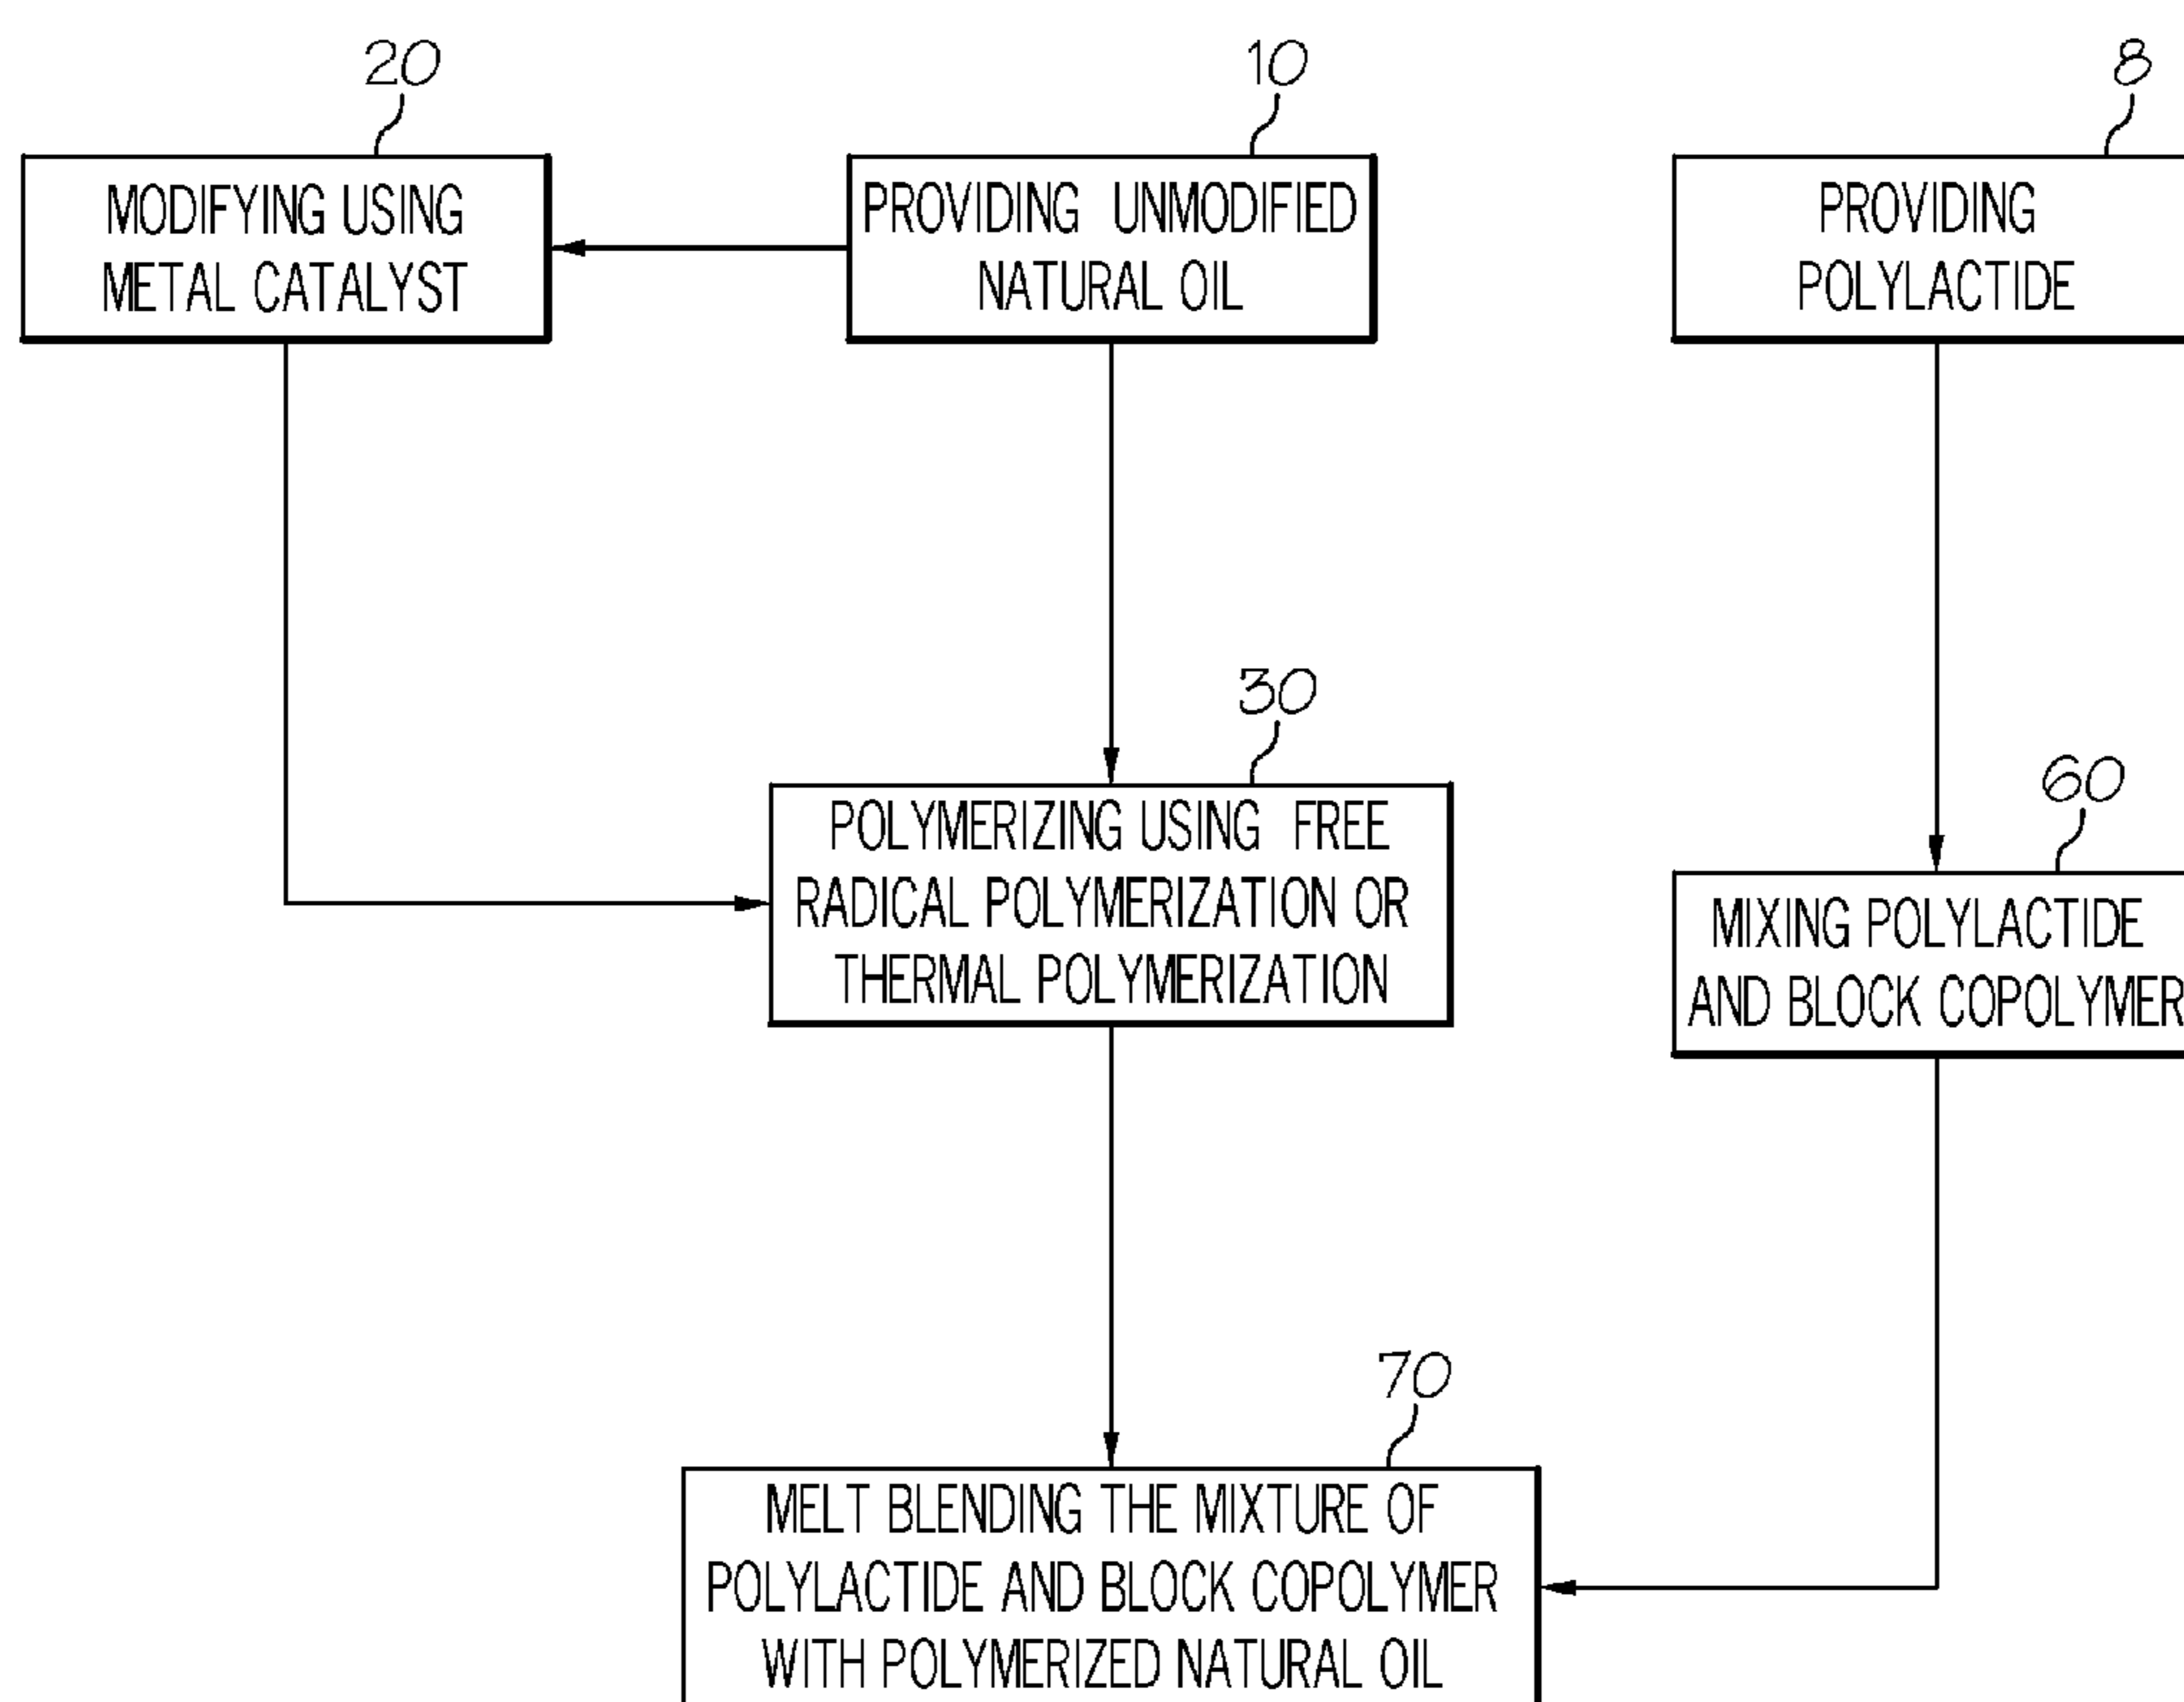 20
10
8
MODIFYING USING
METAL CATALYST
PROVIDING UNMODIFIED
NATURAL OIL
PROVIDING
POLYLACTIDE
30
POLYMERIZING USING FREE
RADICAL POLYMERIZATION OR
THERMAL POLYMERIZATION
60
MIXING POLYLACTIDE
AND BLOCK COPOLYMER
70
MELT BLENDING THE MIXTURE OF
POLYLACTIDE AND BLOCK COPOLYMER
WITH POLYMERIZED NATURAL OIL